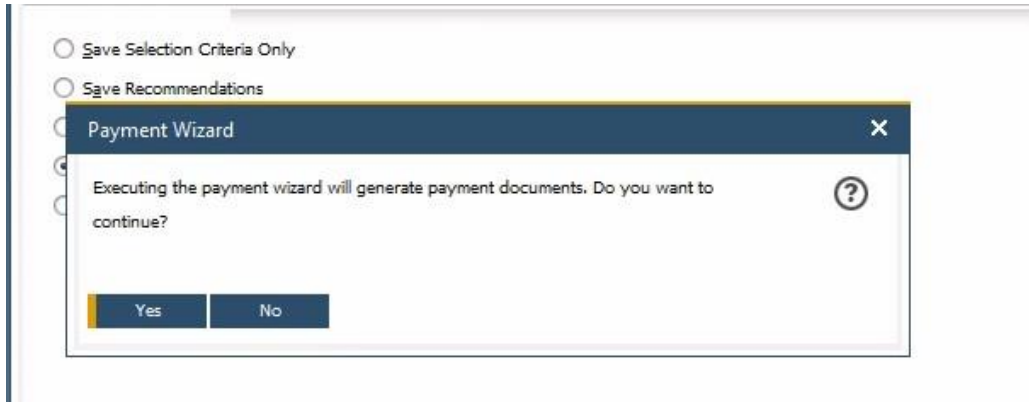 Save Selection Criteria Only
Save Recommendations
Payment Wizard
Executing the payment wizard will generate payment documents. Do you want to
continue?
Yes No